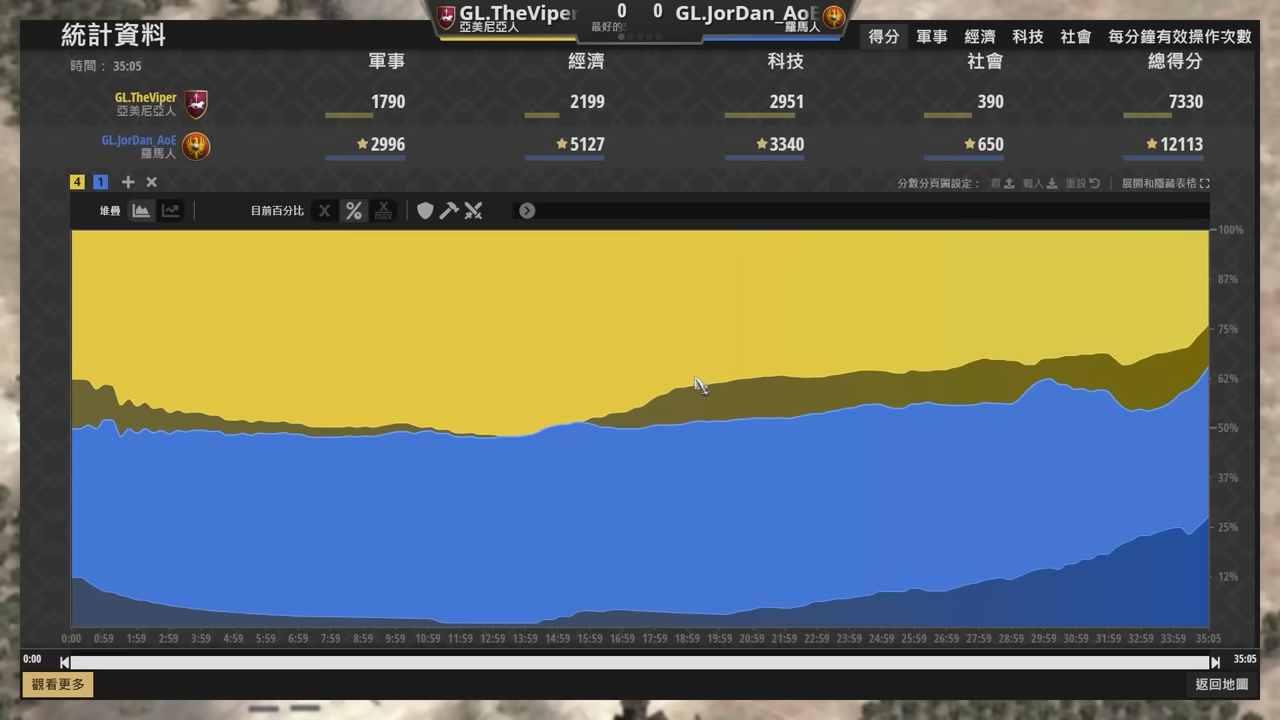 GL.TheViper 0 0 GL.JorDan_AoE
亞美尼亞人 最好的 羅馬人
統計資料
得分 軍事 經濟 科技 社會 每分鐘有效操作次數
時間： 35:05 軍事 經濟 科技 社會 總得分
GL.TheViper
亞美尼亞人 1790 2199 2951 390 7330
GL.JorDan_AoE
羅馬人 2996 5127 3340 650 12113
4 1
分數分頁圖設定： 載入 重設 展開和隱藏表格
堆疊 目前百分比 X % X max
100%
87%
75%
62%
50%
37%
25%
12%
0:00 0:59 1:59 2:59 3:59 4:59 5:59 6:59 7:59 8:59 9:59 10:59 11:59 12:59 13:59 14:59 15:59 16:59 17:59 18:59 19:59 20:59 21:59 22:59 23:59 24:59 25:59 26:59 27:59 28:59 29:59 30:59 31:59 32:59 33:59 35:05
0:00 35:05
觀看更多 返回地圖